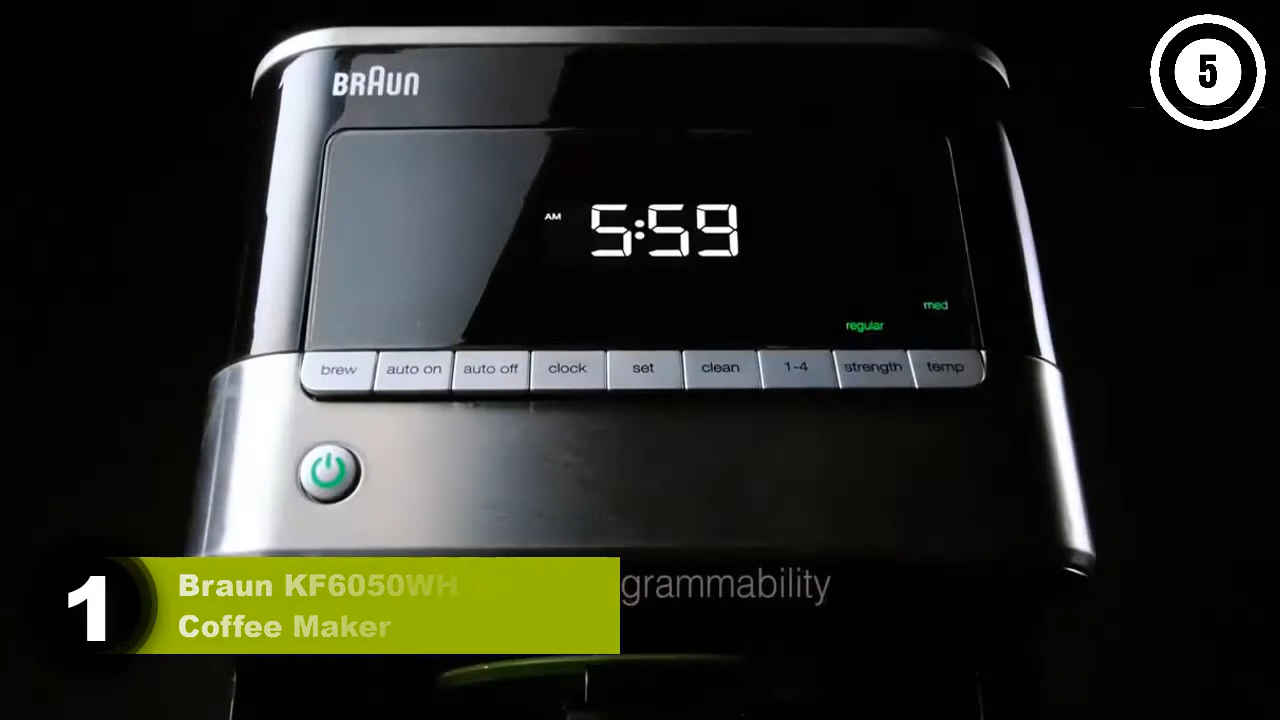 5
BRAUN
AM 5:59
med
regular
brew auto on auto off clock set clean 1-4 strength temp
1
Braun KF6050WH
grammability
Coffee Maker